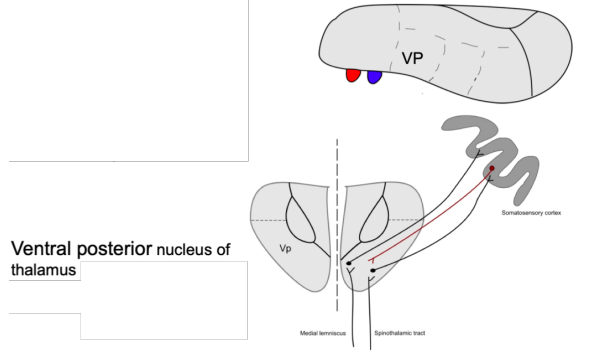 VP
Somatosensory cortex
Vp
Ventral posterior nucleus of
thalamus
Medial lemniscus
Spinothalamic tract